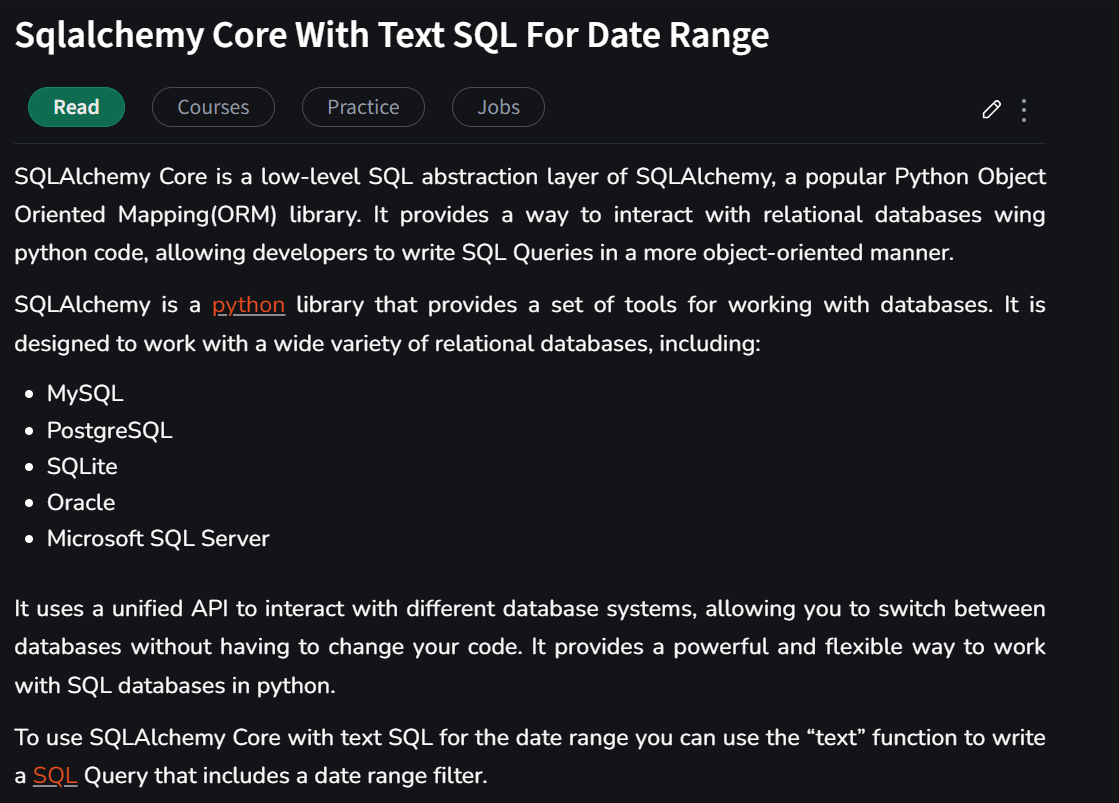 Sqlalchemy Core With Text SQL For Date Range
Read Courses Practice Jobs
SQLAlchemy Core is a low-level SQL abstraction layer of SQLAlchemy, a popular Python Object
Oriented Mapping(ORM) library. It provides a way to interact with relational databases wing
python code, allowing developers to write SQL Queries in a more object-oriented manner.
SQLAlchemy is a python library that provides a set of tools for working with databases. It is
designed to work with a wide variety of relational databases, including:
• MySQL
• PostgreSQL
• SQLite
• Oracle
• Microsoft SQL Server
It uses a unified API to interact with different database systems, allowing you to switch between
databases without having to change your code. It provides a powerful and flexible way to work
with SQL databases in python.
To use SQLAlchemy Core with text SQL for the date range you can use the “text” function to write
a SQL Query that includes a date range filter.